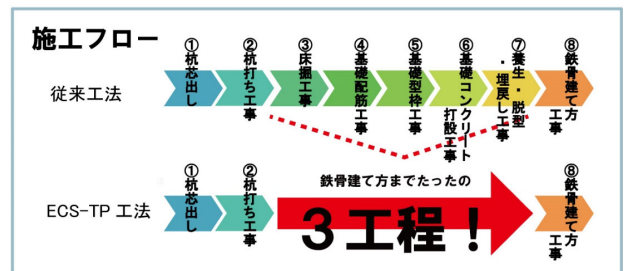 施工フロー
従来工法
①杭芯出し
②杭打ち工事
③床掘工事
④基礎配筋工事
⑤基礎型枠工事
⑥基礎コンクリート
打設工事
⑦養生・脱型
・埋戻し工事
⑧鉄骨建て方
工事
ECS-TP 工法
①杭芯出し
②杭打ち工事
鉄骨建て方までたったの
3工程！
⑧鉄骨建て方
工事